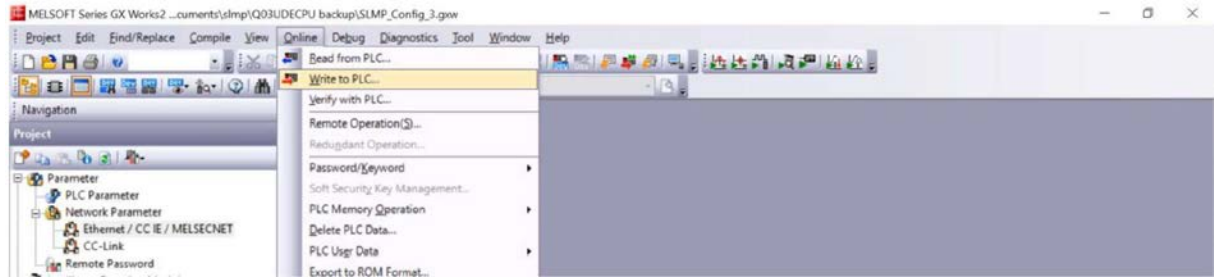 MELSOFT Series GX Works2 ...cuments\slmp\Q03UDECPU backup\SLMP_Config_3.gxw
Project Edit Find/Replace Compile View Online Debug Diagnostics Tool Window Help
Read from PLC...
Write to PLC...
Verify with PLC...
Remote Operation(S)...
Redundant Operation...
Password/Keyword
Soft Security Key Management...
PLC Memory Operation
Delete PLC Data...
PLC User Data
Export to ROM Format...
Navigation
Project
Parameter
PLC Parameter
Network Parameter
Ethernet / CC IE / MELSECNET
CC-Link
Remote Password